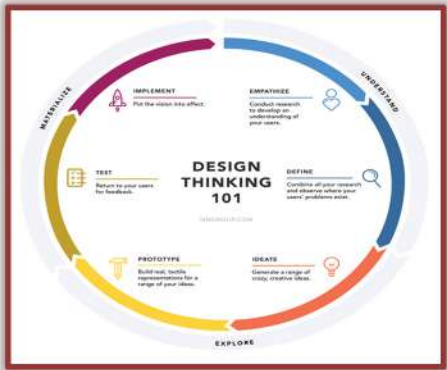 DESIGN
THINKING
101
NNGROUP.COM
UNDERSTAND
EMPATHIZE
Conduct research
to develop an
understanding of
your users.
DEFINE
Combine all your research
and observe where your
users' problems exist.
EXPLORE
IDEATE
Generate a range of
crazy, creative ideas.
PROTOTYPE
Build real, tactile
representations for a
range of your ideas.
MATERIALIZE
TEST
Return to your users
for feedback.
IMPLEMENT
Put the vision into effect.